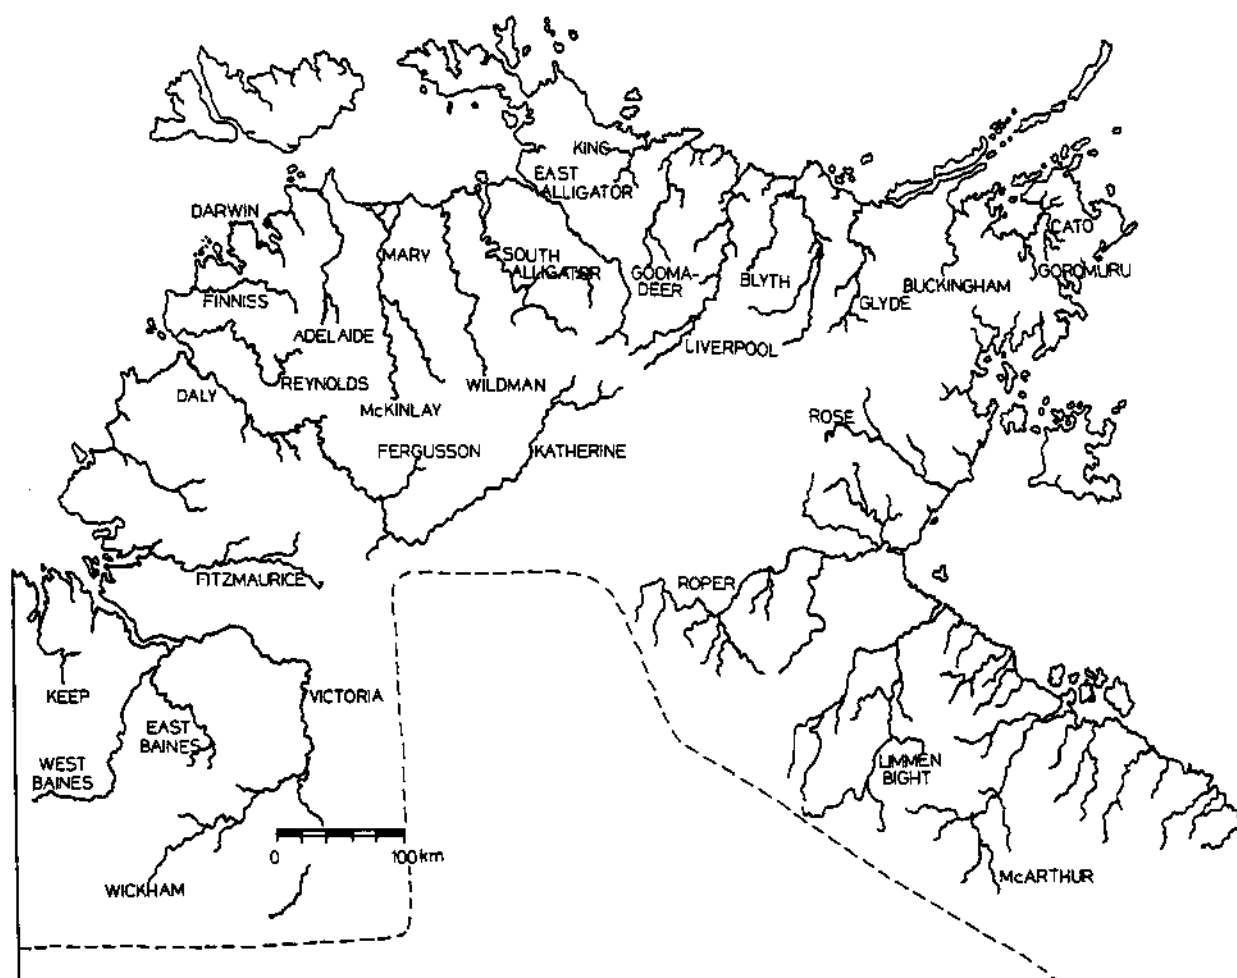 KING
EAST
ALLIGATOR
DARWIN
CATO
MARY
SOUTH
ALLIGATOR
GOOMA-
DEER
BLYTH
BUCKINGHAM
GOROMURU
FINNISS
GLYDE
ADELAIDE
LIVERPOOL
REYNOLDS
WILDMAN
DALY
McKINLAY
ROSE
FERGUSSON
KATHERINE
FITZMAURICE
ROPER
KEEP
VICTORIA
EAST
BAINES
WEST
BAINES
LIMMEN
BIGHT
0
100km
WICKHAM
McARTHUR